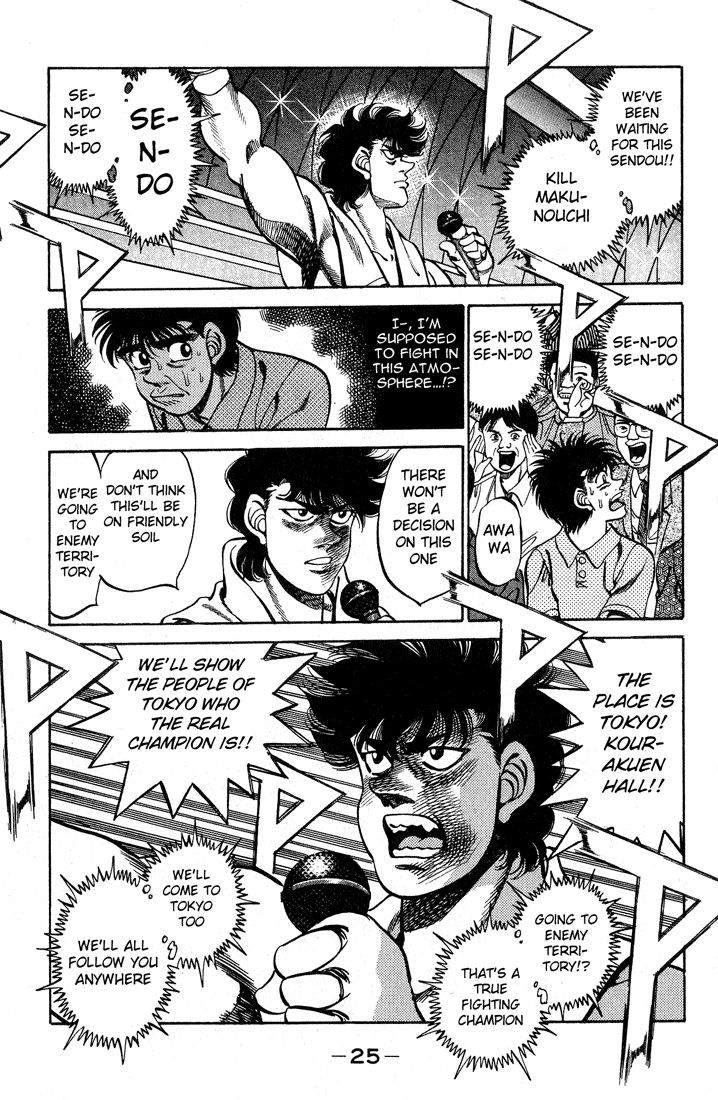 WE'VE
BEEN
WAITING
FOR THIS
SENDOU!!
KILL
MAKU-
NOUCHI
SE-
N-
DO
SE-
N-DO
SE-
N-DO
SE-N-DO
SE-N-DO
SE-N-DO
SE-N-DO
AWA
WA
I-, I'M
SUPPOSED
TO FIGHT IN
THIS ATMO-
SPHERE...!?
THERE
WON'T
BE A
DECISION
ON THIS
ONE
AND
DON'T THINK
THIS'LL BE
ON FRIENDLY
SOIL
WE'RE
GOING
TO
ENEMY
TERRI-
TORY
THE
PLACE IS
TOKYO!
KOUR-
AKUEN
HALL!!
WE'LL SHOW
THE PEOPLE OF
TOKYO WHO
THE REAL
CHAMPION IS!!
GOING TO
ENEMY
TERRI-
TORY!?
THAT'S A
TRUE
FIGHTING
CHAMPION
WE'LL
COME TO
TOKYO
TOO
WE'LL ALL
FOLLOW YOU
ANYWHERE
-25-